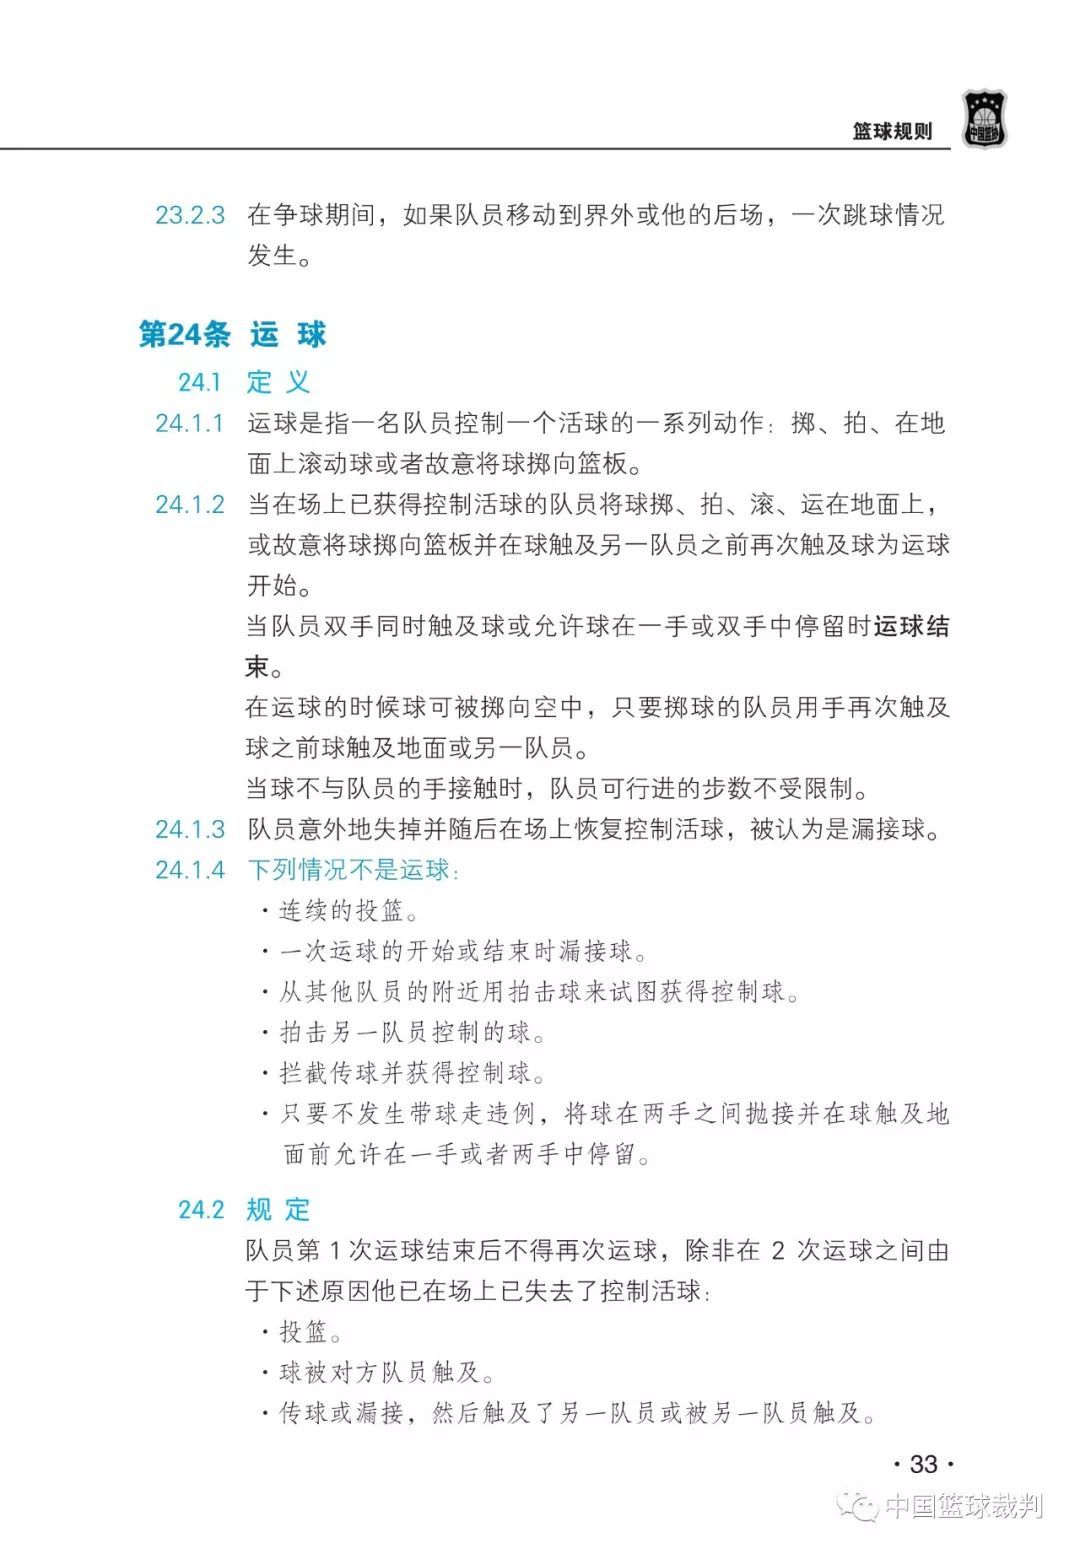 篮球规则
中国篮协
23.2.3 在争球期间，如果队员移动到界外或他的后场，一次跳球情况
发生。
第24条 运 球
24.1 定 义
24.1.1 运球是指一名队员控制一个活球的一系列动作：掷、拍、在地
面上滚动球或者故意将球掷向篮板。
24.1.2 当在场上已获得控制活球的队员将球掷、拍、滚、运在地面上，
或故意将球掷向篮板并在球触及另一队员之前再次触及球为运球
开始。
当队员双手同时触及球或允许球在一手或双手中停留时运球结
束。
在运球的时候球可被掷向空中，只要掷球的队员用手再次触及
球之前球触及地面或另一队员。
当球不与队员的手接触时，队员可行进的步数不受限制。
24.1.3 队员意外地失掉并随后在场上恢复控制活球，被认为是漏接球。
24.1.4 下列情况不是运球：
·连续的投篮。
·一次运球的开始或结束时漏接球。
·从其他队员的附近用拍击球来试图获得控制球。
·拍击另一队员控制的球。
·拦截传球并获得控制球。
·只要不发生带球走违例，将球在两手之间抛接并在球触及地
面前允许在一手或者两手中停留。
24.2 规 定
队员第 1 次运球结束后不得再次运球，除非在 2 次运球之间由
于下述原因他已在场上已失去了控制活球：
·投篮。
·球被对方队员触及。
·传球或漏接，然后触及了另一队员或被另一队员触及。
·33·
中国篮球裁判